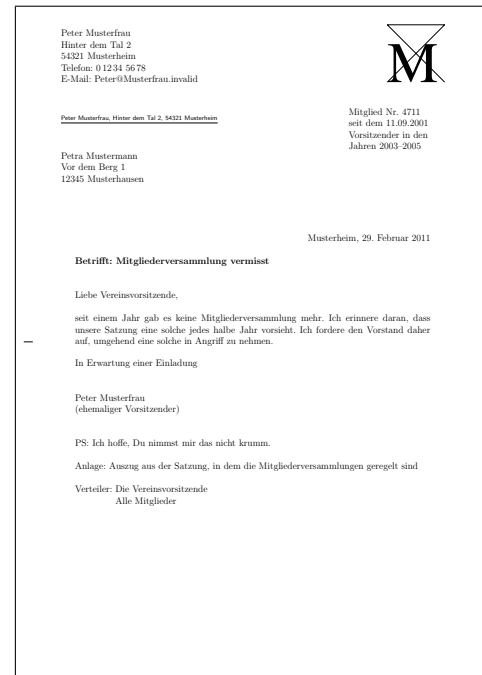 Peter Musterfrau
Hinter dem Tal 2
54321 Musterheim
Telefon: 0 12 34 56 78
E-Mail: Peter@Musterfrau.invalid
M
Peter Musterfrau, Hinter dem Tal 2, 54321 Musterheim
Mitglied Nr. 4711
seit dem 11.09.2001
Vorsitzender in den
Jahren 2003–2005
Petra Mustermann
Vor dem Berg 1
12345 Musterhausen
Musterheim, 29. Februar 2011
Betrifft: Mitgliederversammlung vermisst
Liebe Vereinsvorsitzende,
seit einem Jahr gab es keine Mitgliederversammlung mehr. Ich erinnere daran, dass
unsere Satzung eine solche jedes halbe Jahr vorsieht. Ich fordere den Vorstand daher
auf, umgehend eine solche in Angriff zu nehmen.
In Erwartung einer Einladung
Peter Musterfrau
(ehemaliger Vorsitzender)
PS: Ich hoffe, Du nimmst mir das nicht krumm.
Anlage: Auszug aus der Satzung, in dem die Mitgliederversammlungen geregelt sind
Verteiler: Die Vereinsvorsitzende
Alle Mitglieder